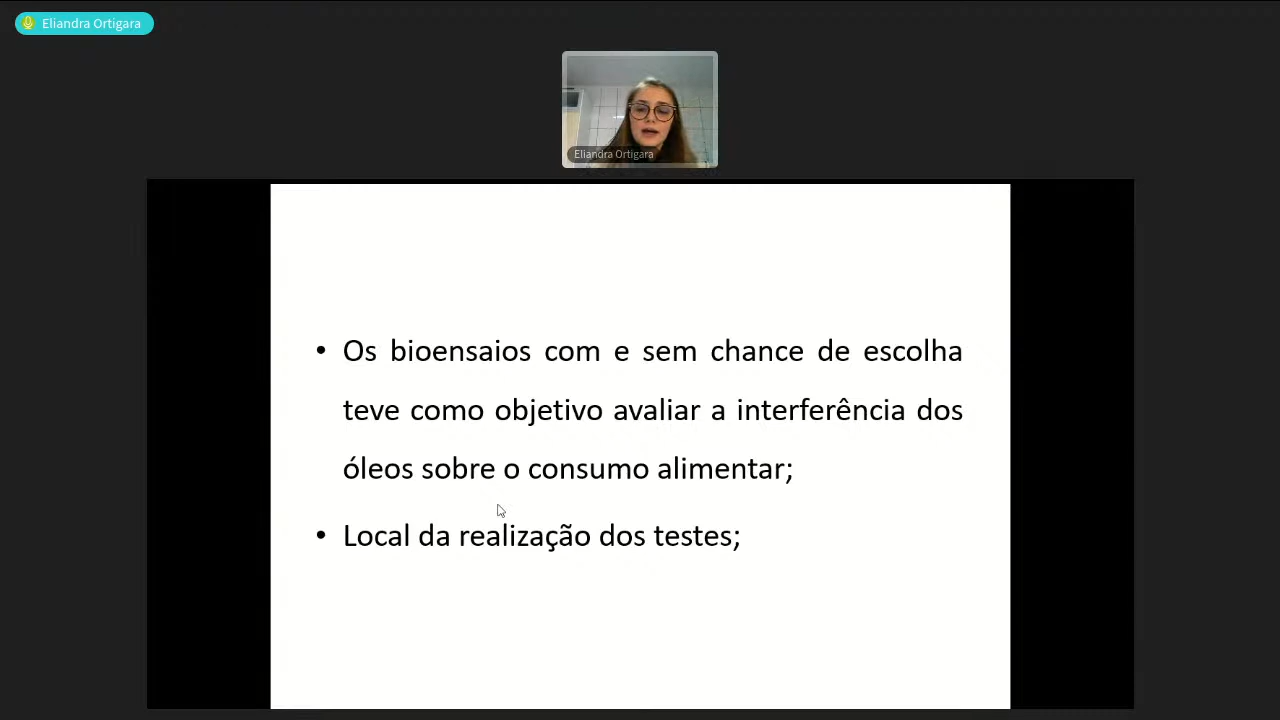 Eliandra Ortigara
Eliandra Ortigara
• Os bioensaios com e sem chance de escolha
teve como objetivo avaliar a interferência dos
óleos sobre o consumo alimentar;
• Local da realização dos testes;